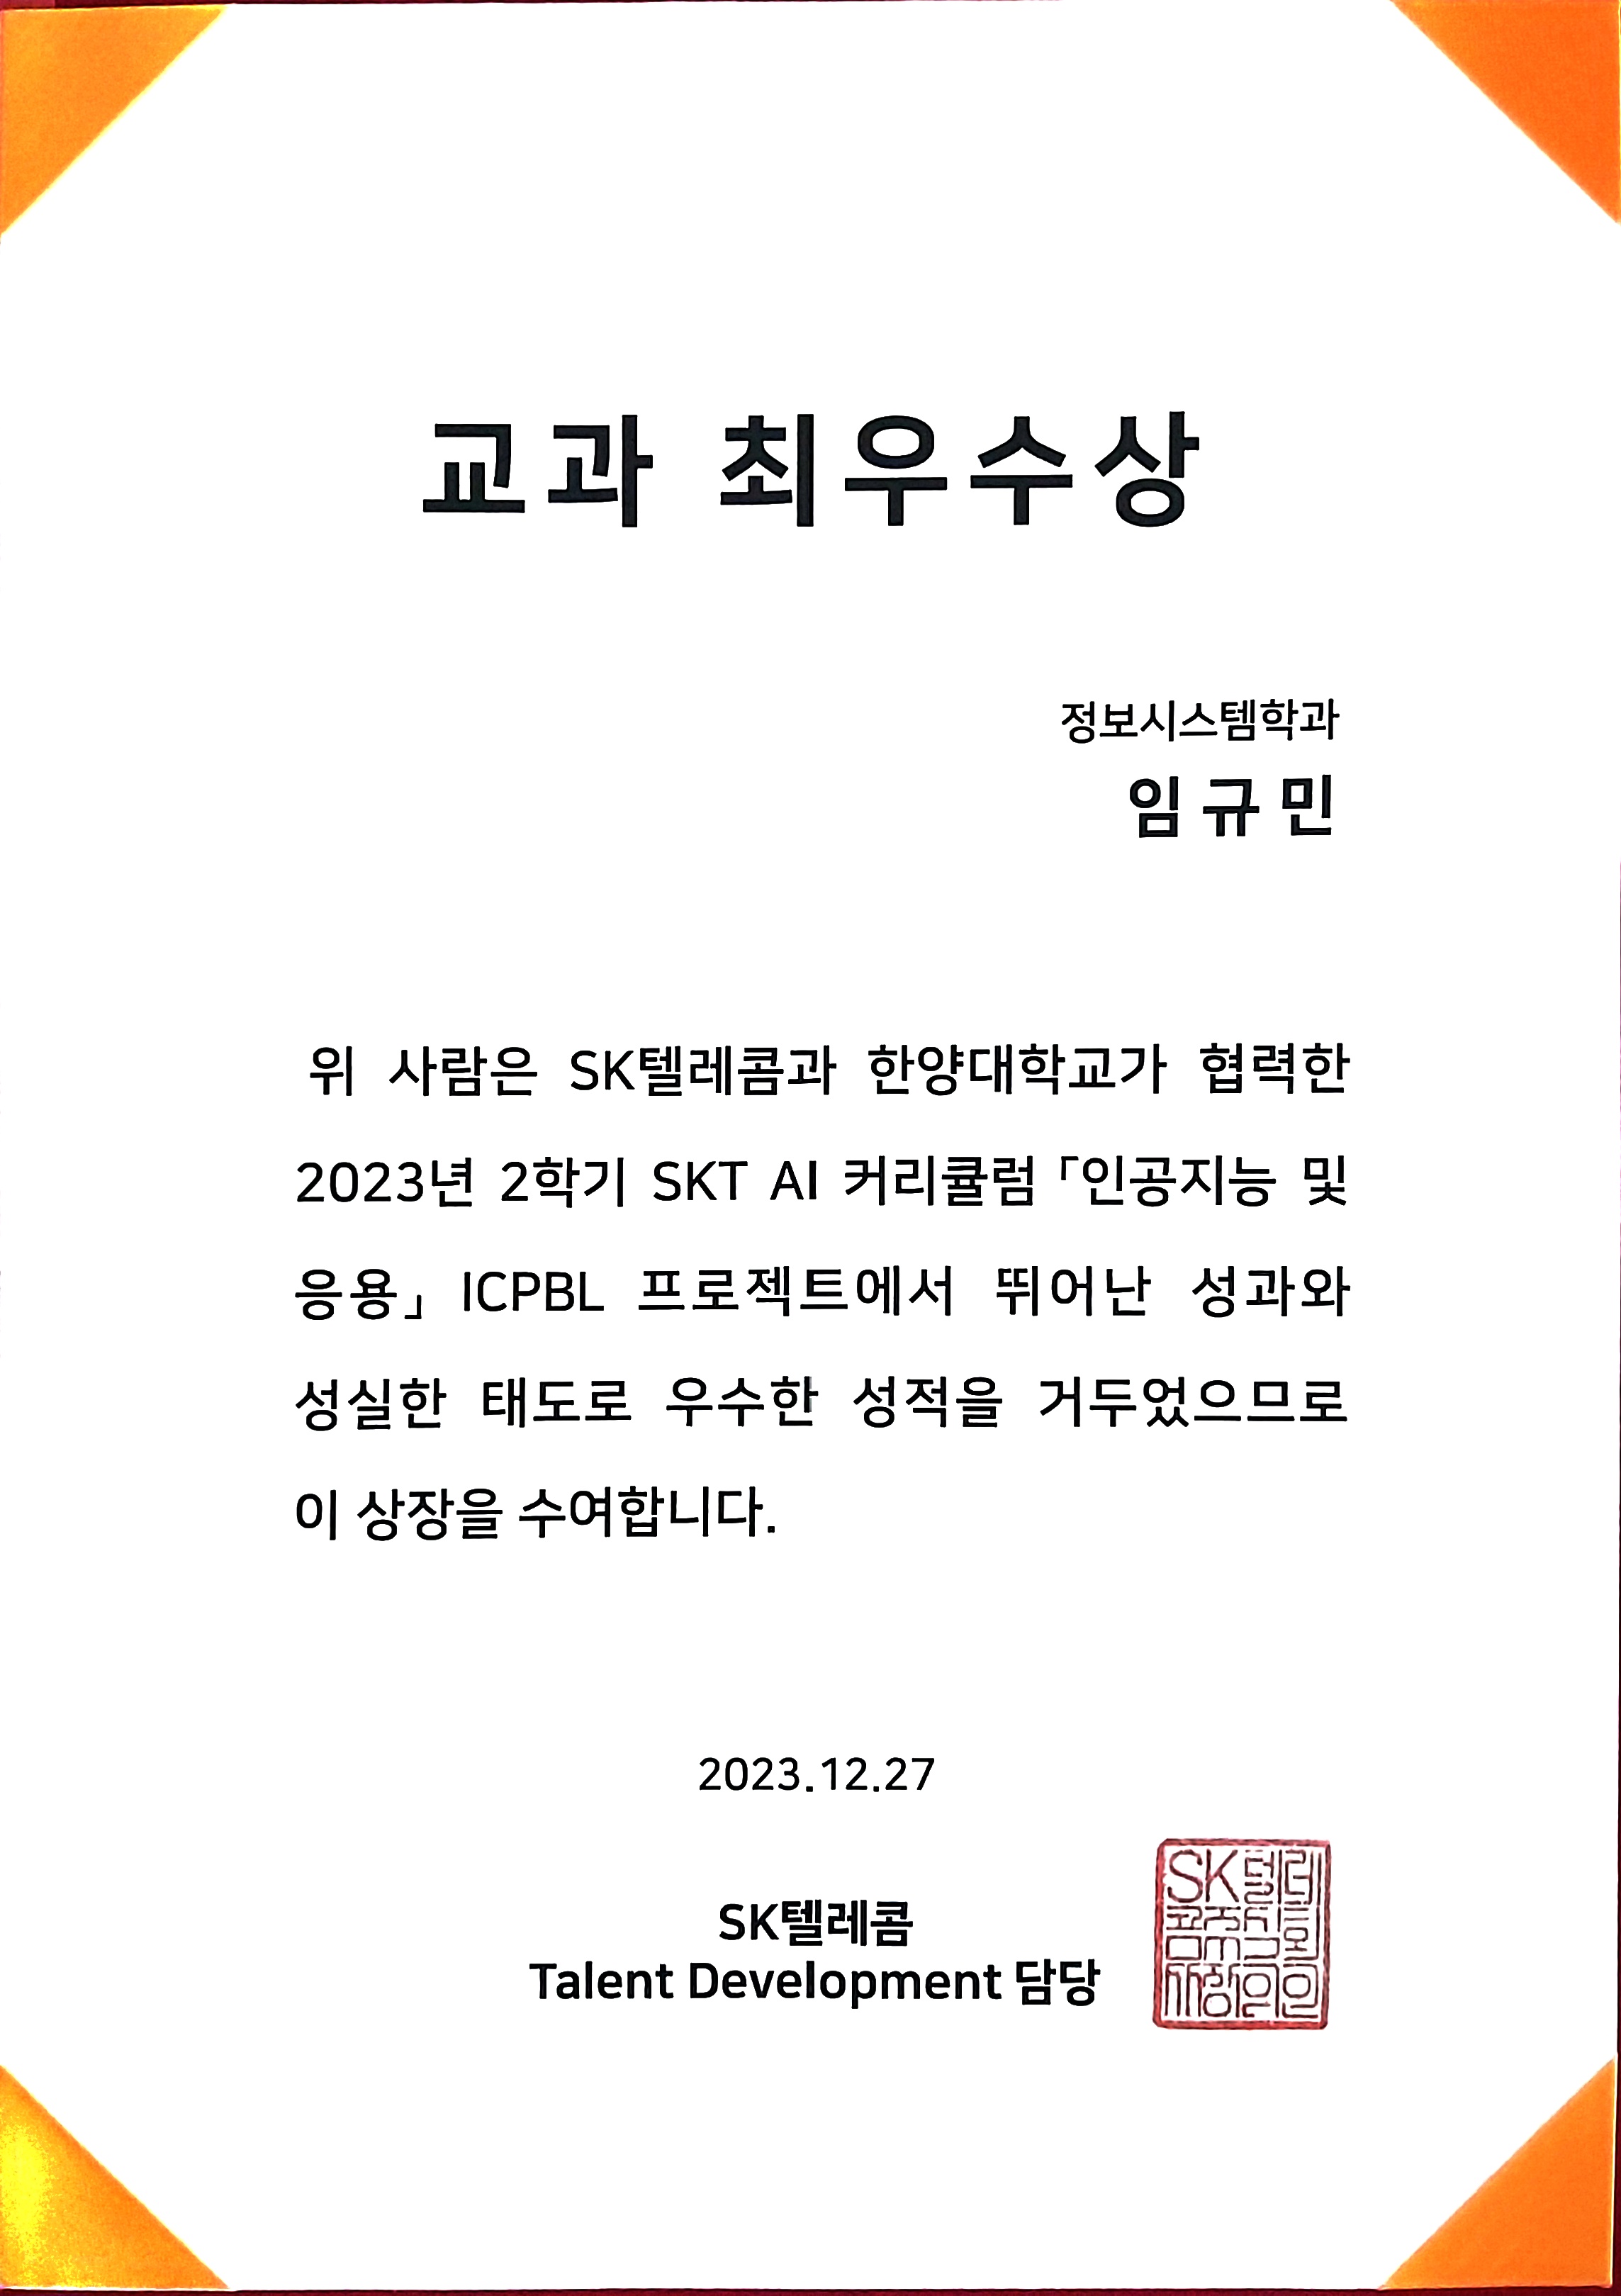 교과 최우수상
정보시스템학과
임규민
위 사람은 SK텔레콤과 한양대학교가 협력한
2023년 2학기 SKT AI 커리큘럼 「인공지능 및
응용」 ICPBL 프로젝트에서 뛰어난 성과와
성실한 태도로 우수한 성적을 거두었으므로
이 상장을 수여합니다.
2023.12.27
SK텔레콤
Talent Development 담당
SK텔레